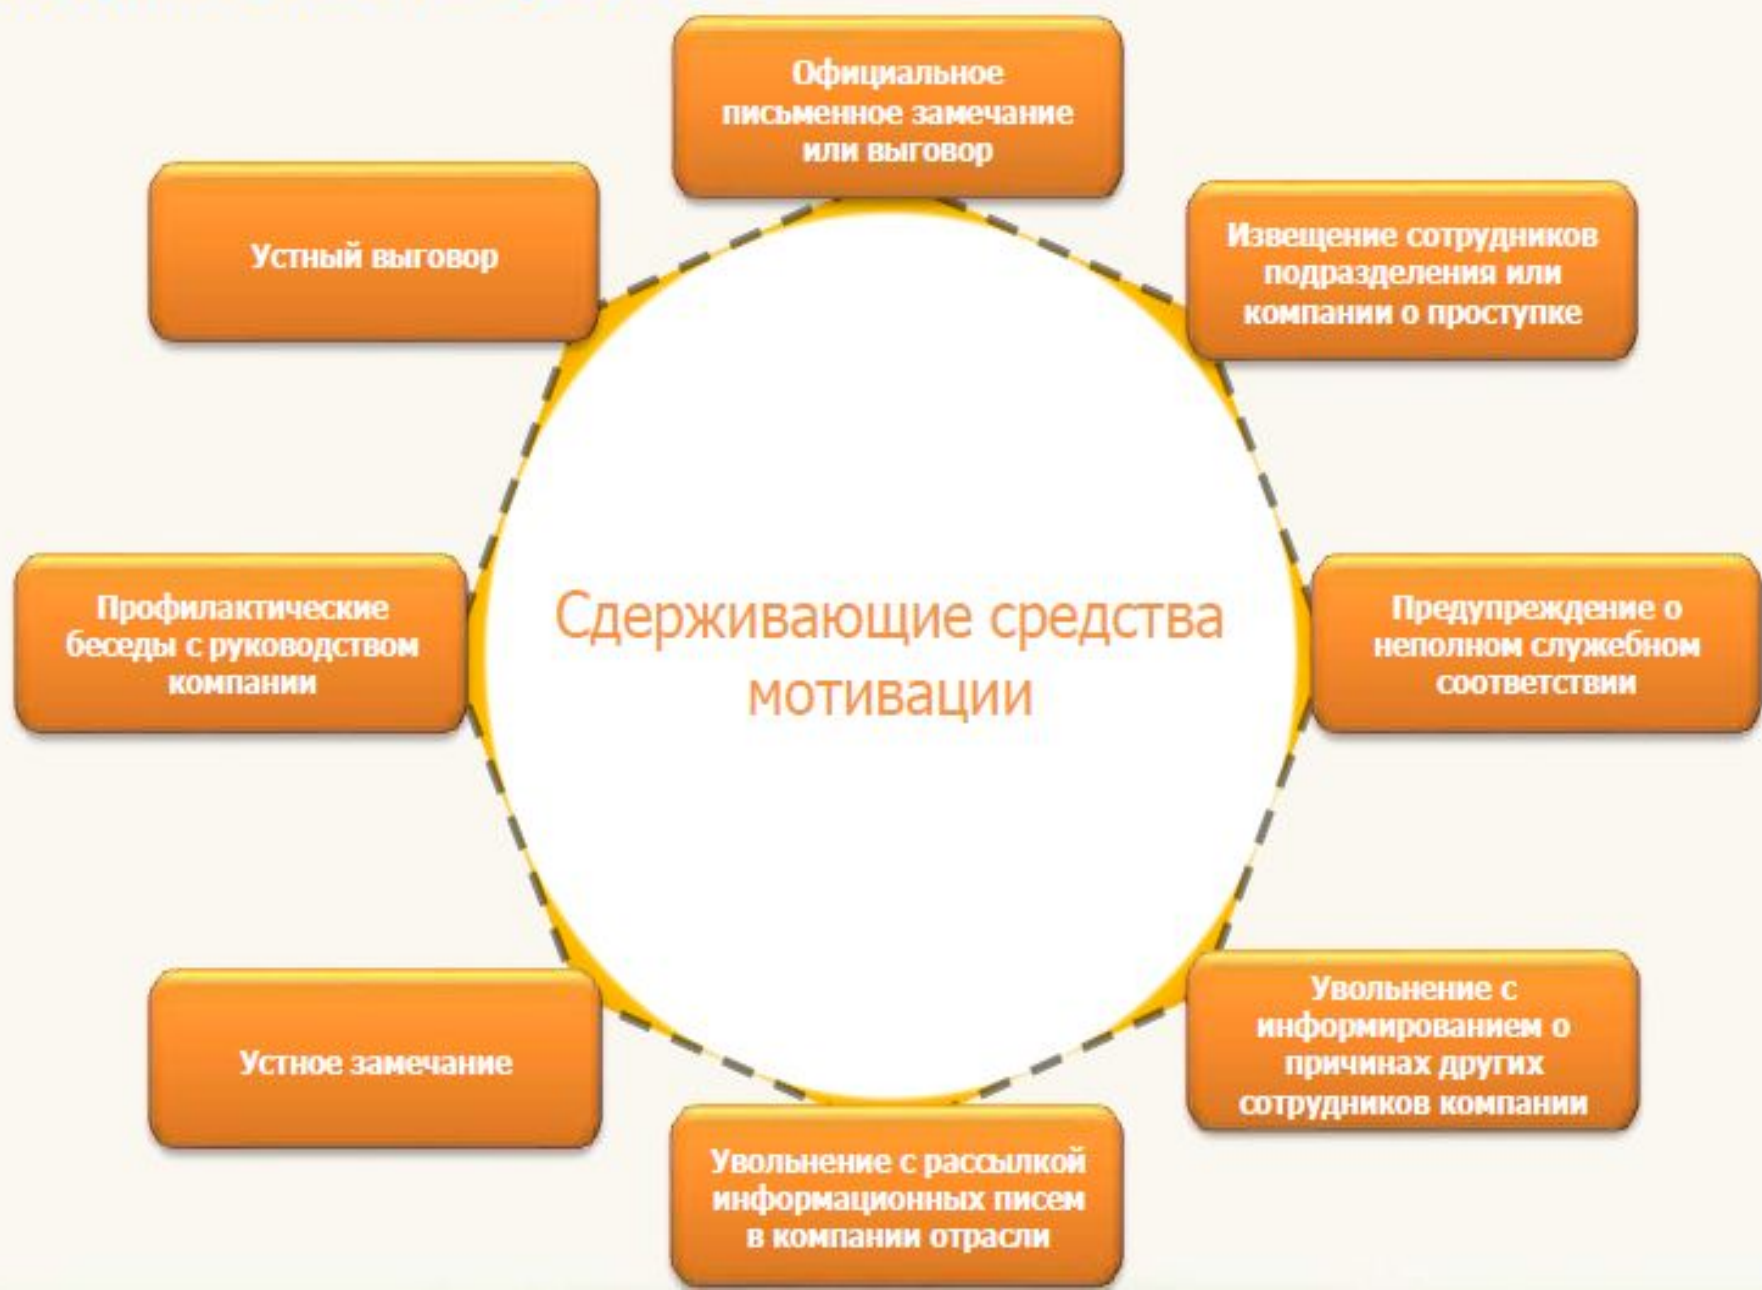 Официальное
письменное замечание
или выговор
Устный выговор
Извещение сотрудников
подразделения или
компании о проступке
Профилактические
беседы с руководством
компании
Сдерживающие средства
мотивации
Предупреждение о
неполном служебном
соответствии
Устное замечание
Увольнение с
информированием о
причинах других
сотрудников компании
Увольнение с рассылкой
информационных писем
в компании отрасли